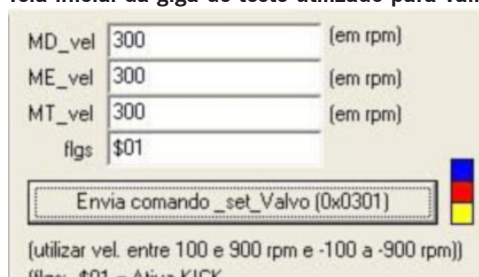 Tela inicial da giga de teste utilizado para
MD_vel 300 (em rpm)
ME_vel 300 (em rpm)
MT_vel 300 (em rpm)
flgs $01
Envia comando _set_Valvo (0x0301)
(utilizar vel. entre 100 e 900 rpm e -100 a -900 rpm))
(flgs: $01 = Ativa KICK